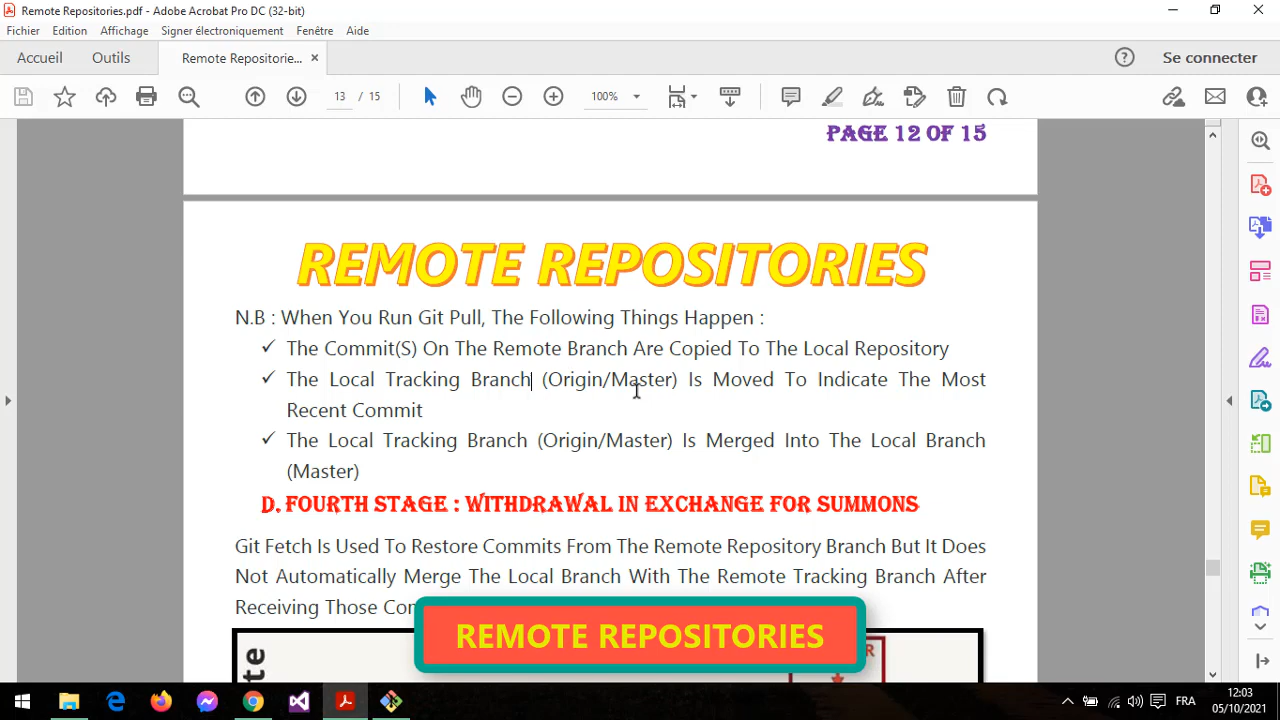 Remote Repositories.pdf - Adobe Acrobat Pro DC (32-bit)
Fichier Edition Affichage Signer électroniquement Fenêtre Aide
Accueil Outils Remote Repositorie... × Se connecter
13 / 15 100%
PAGE 12 OF 15
REMOTE REPOSITORIES
N.B : When You Run Git Pull, The Following Things Happen :
✓ The Commit(S) On The Remote Branch Are Copied To The Local Repository
✓ The Local Tracking Branch (Origin/Master) Is Moved To Indicate The Most
Recent Commit
✓ The Local Tracking Branch (Origin/Master) Is Merged Into The Local Branch
(Master)
D. FOURTH STAGE : WITHDRAWAL IN EXCHANGE FOR SUMMONS
Git Fetch Is Used To Restore Commits From The Remote Repository Branch But It Does
Not Automatically Merge The Local Branch With The Remote Tracking Branch After
Receiving Those
REMOTE REPOSITORIES
FRA
12:03
05/10/2021